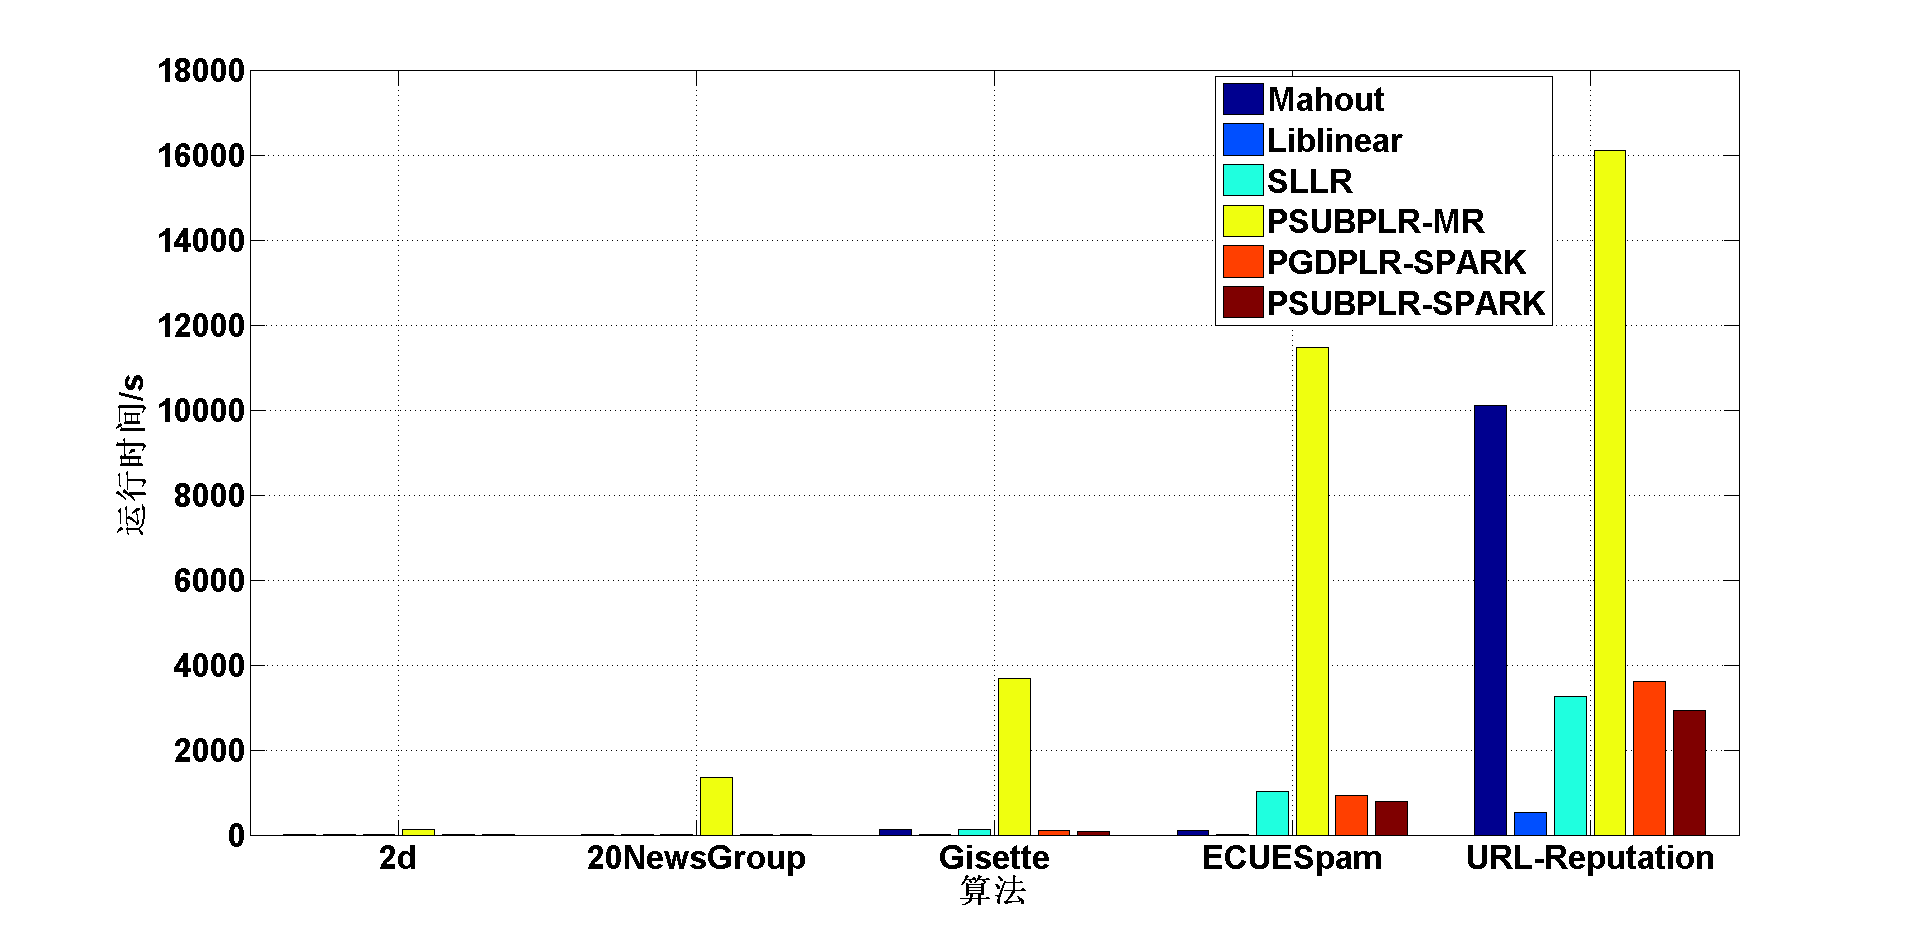 18000
16000
14000
12000
10000
8000
6000
4000
2000
0
运行时间/s
Mahout
Liblinear
SLLR
PSUBPLR-MR
PGDPLR-SPARK
PSUBPLR-SPARK
2d 20NewsGroup Gisette ECUESpam URL-Reputation
算法